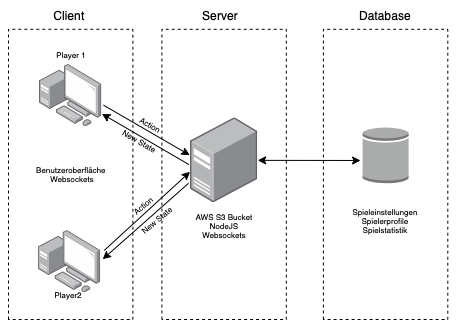 Client
Server
Database
Player 1
Action
New State
Benutzeroberfläche
Websockets
Action
New State
AWS S3 Bucket
NodeJS
Websockets
Spieleinstellungen
Spielerprofile
Spielstatistik
Player2